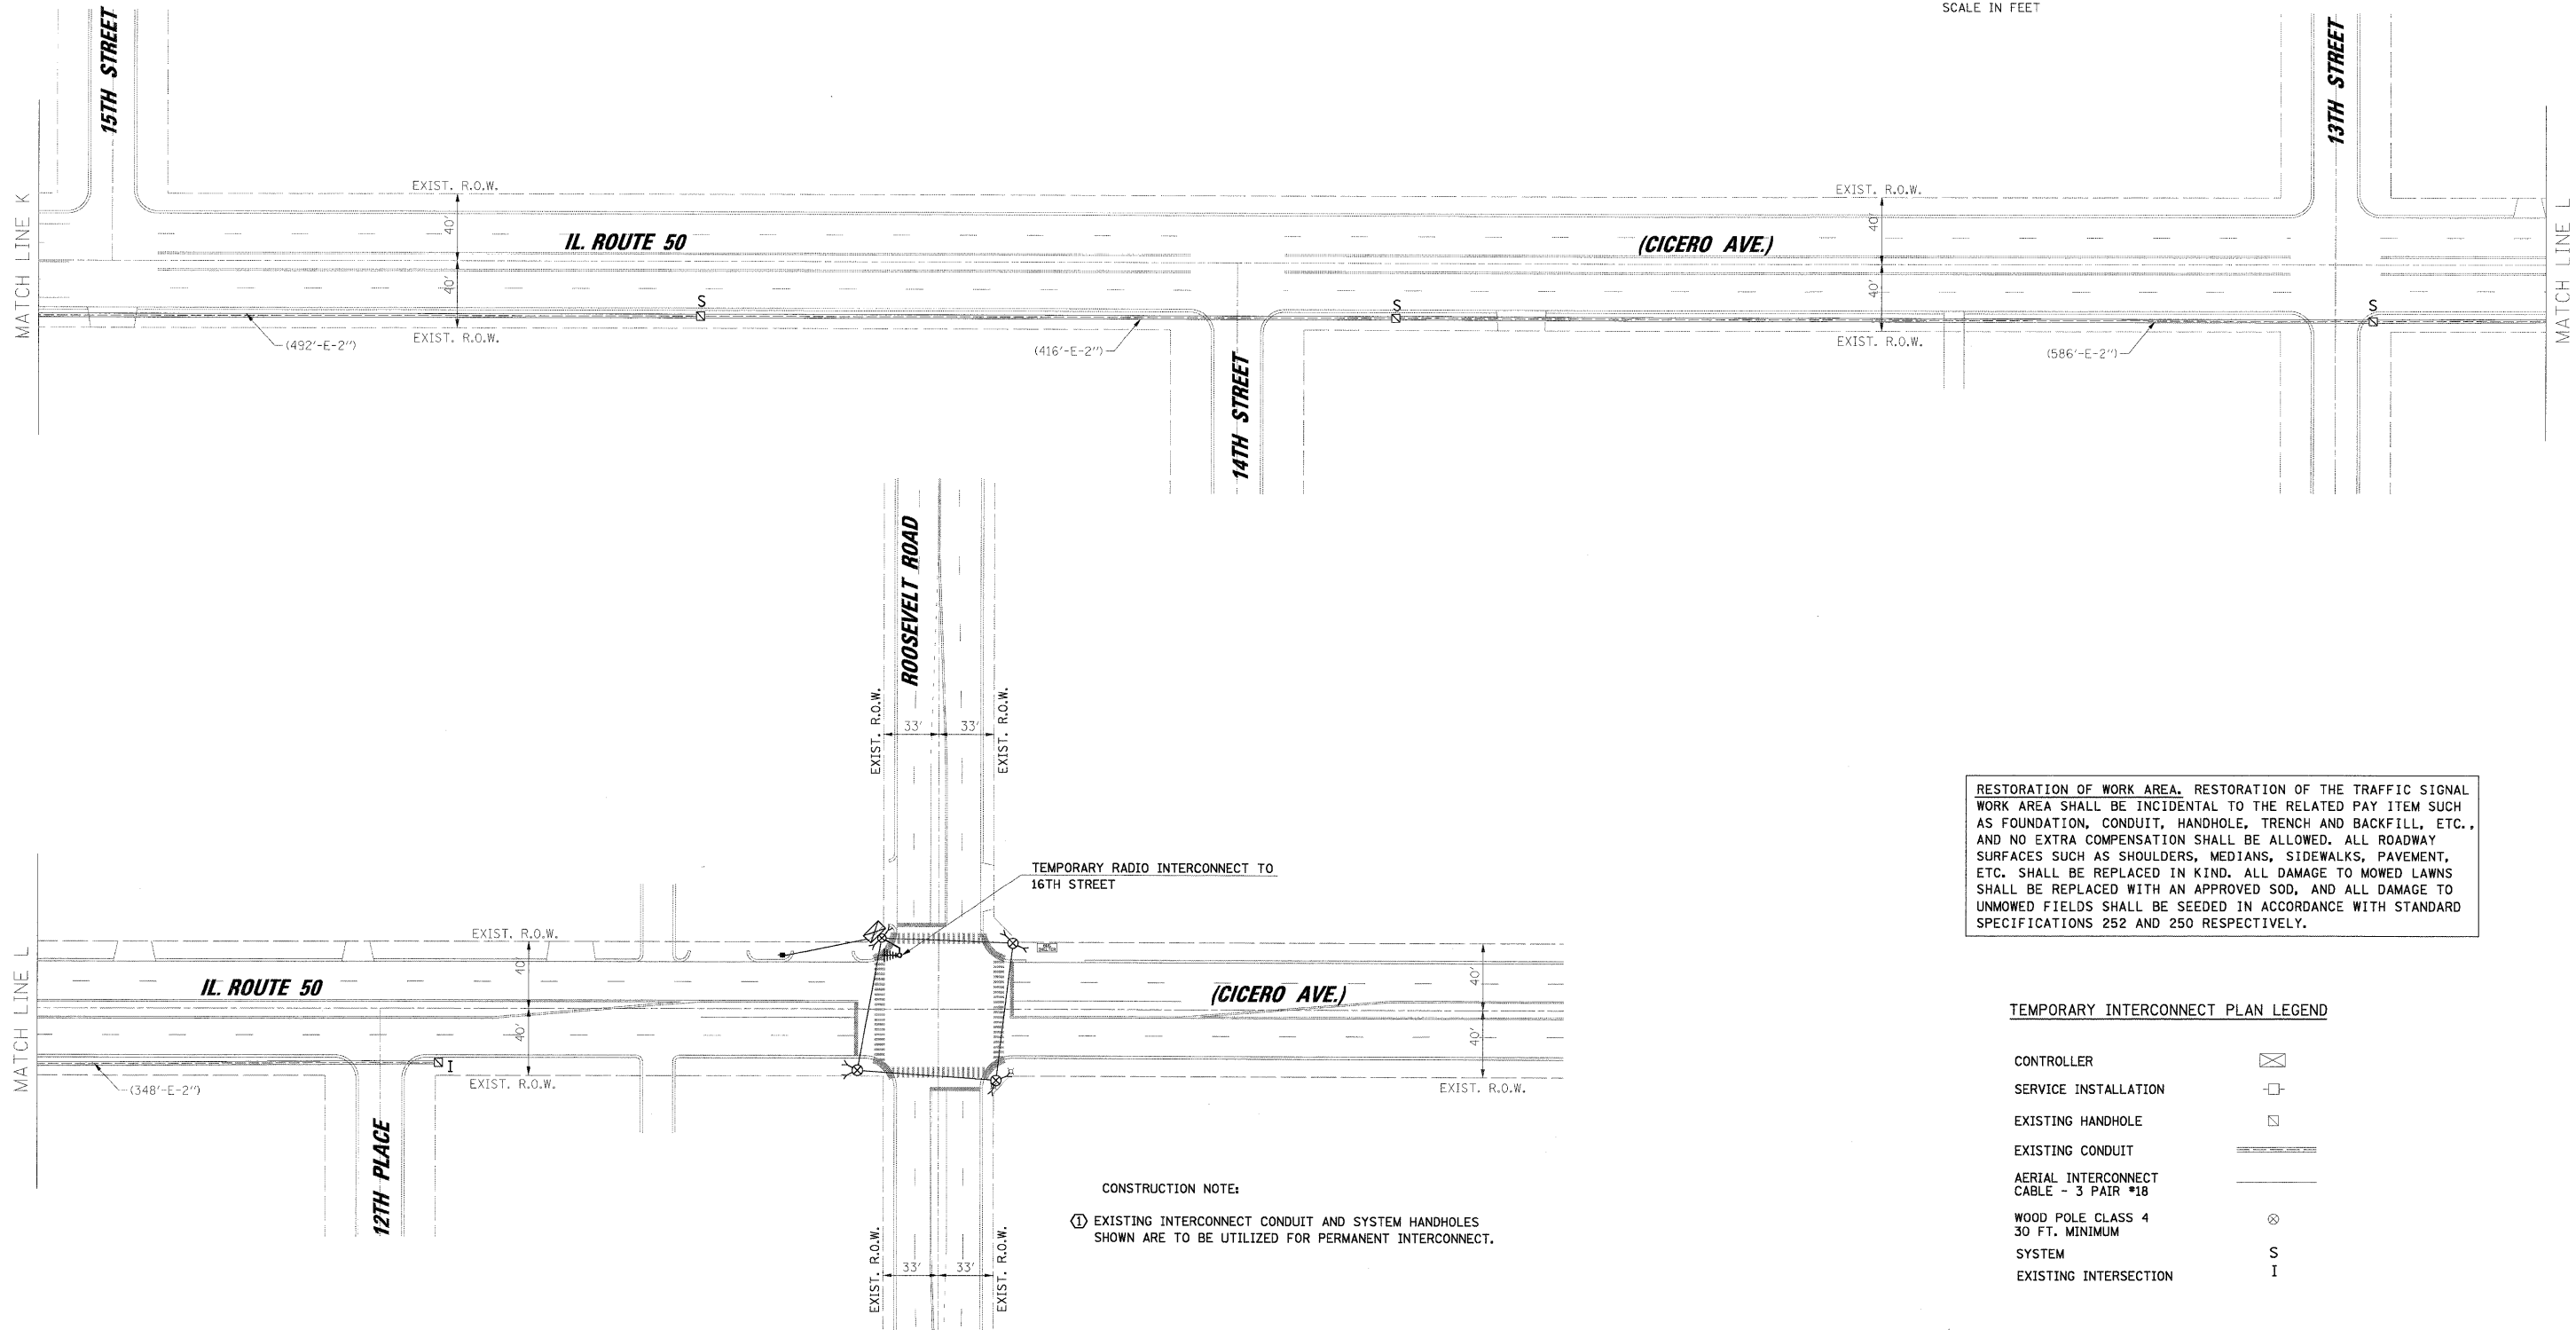 SCALE IN FEET
15TH STREET
13TH STREET
MATCH LINE K
EXIST. R.O.W.
EXIST. R.O.W.
40'
40'
IL. ROUTE 50
(CICERO AVE.)
MATCH LINE L
40'
40'
S
S
S
(492'-E-2")
EXIST. R.O.W.
(416'-E-2")
EXIST. R.O.W.
(586'-E-2")
14TH STREET
ROOSEVELT ROAD
EXIST. R.O.W.
33'
33'
EXIST. R.O.W.
RESTORATION OF WORK AREA. RESTORATION OF THE TRAFFIC SIGNAL
WORK AREA SHALL BE INCIDENTAL TO THE RELATED PAY ITEM SUCH
AS FOUNDATION, CONDUIT, HANDHOLE, TRENCH AND BACKFILL, ETC.,
AND NO EXTRA COMPENSATION SHALL BE ALLOWED. ALL ROADWAY
SURFACES SUCH AS SHOULDERS, MEDIANS, SIDEWALKS, PAVEMENT,
ETC. SHALL BE REPLACED IN KIND. ALL DAMAGE TO MOWED LAWNS
SHALL BE REPLACED WITH AN APPROVED SOD, AND ALL DAMAGE TO
UNMOWED FIELDS SHALL BE SEEDED IN ACCORDANCE WITH STANDARD
SPECIFICATIONS 252 AND 250 RESPECTIVELY.
TEMPORARY RADIO INTERCONNECT TO
16TH STREET
MATCH LINE L
EXIST. R.O.W.
40'
40'
IL. ROUTE 50
(CICERO AVE.)
40'
40'
I
(348'-E-2")
EXIST. R.O.W.
EXIST. R.O.W.
12TH PLACE
EXIST. R.O.W.
33'
33'
EXIST. R.O.W.
CONSTRUCTION NOTE:
1 EXISTING INTERCONNECT CONDUIT AND SYSTEM HANDHOLES
SHOWN ARE TO BE UTILIZED FOR PERMANENT INTERCONNECT.
TEMPORARY INTERCONNECT PLAN LEGEND
CONTROLLER
SERVICE INSTALLATION
EXISTING HANDHOLE
EXISTING CONDUIT
AERIAL INTERCONNECT
CABLE - 3 PAIR #18
WOOD POLE CLASS 4
30 FT. MINIMUM
SYSTEM S
EXISTING INTERSECTION I